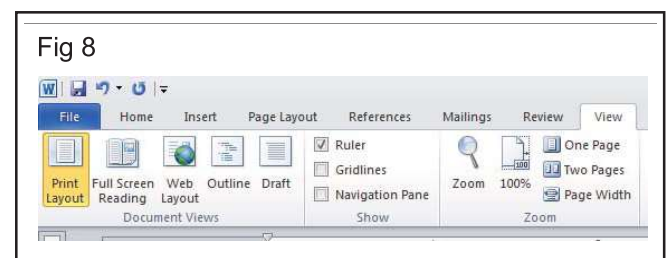 Fig 8
W
File Home Insert Page Layout References Mailings Review View
Print Layout
Full Screen Reading
Web Layout
Outline
Draft
Document Views
Ruler
Gridlines
Navigation Pane
Show
Zoom
100
100%
One Page
Two Pages
Page Width
Zoom